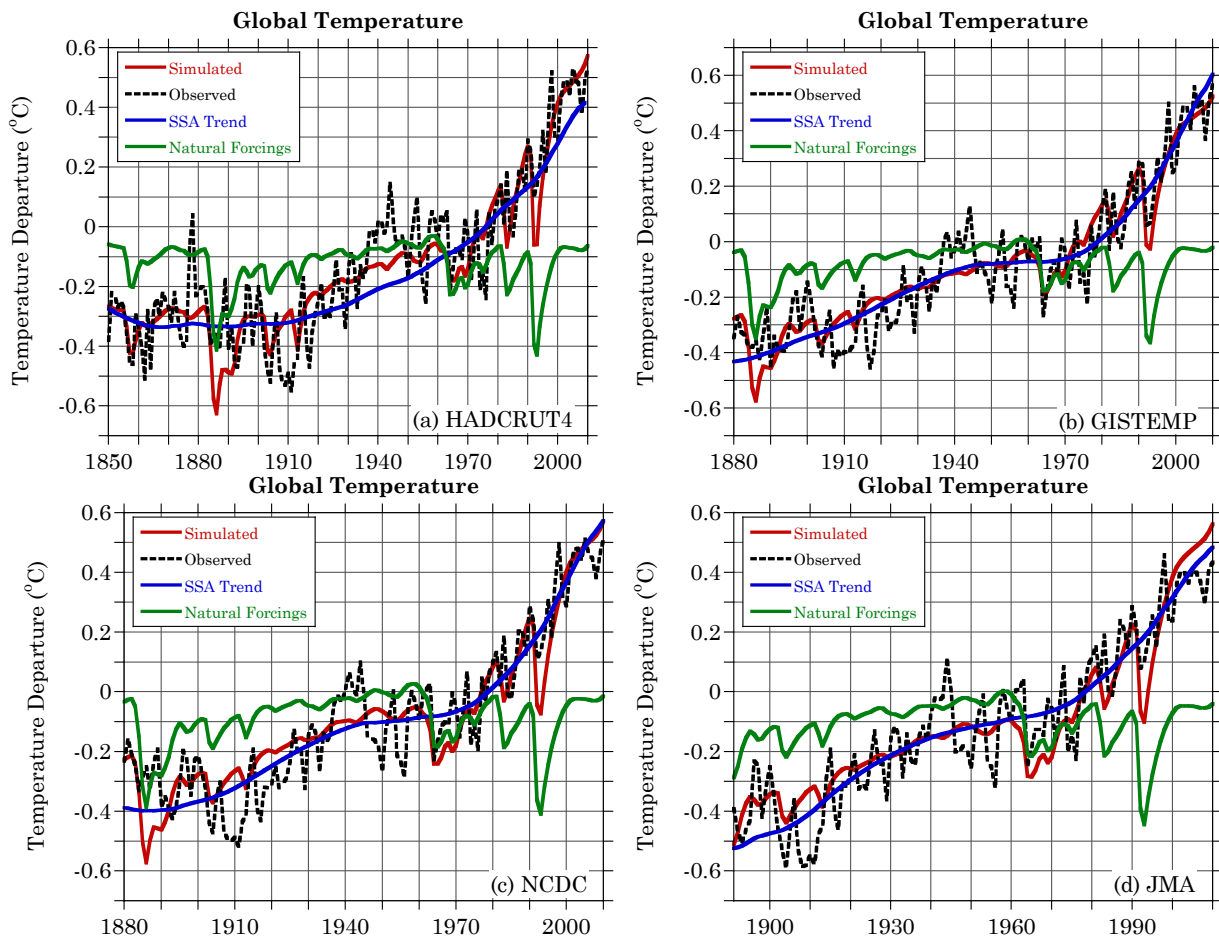 Global Temperature
0.6
0.4
0.2
0
-0.2
-0.4
-0.6
Temperature Departure (°C)
Simulated
Observed
SSA Trend
Natural Forcings
(a) HADCRUT4
1850 1880 1910 1940 1970 2000
Global Temperature
0.6
0.4
0.2
0
-0.2
-0.4
-0.6
Temperature Departure (°C)
Simulated
Observed
SSA Trend
Natural Forcings
(b) GISTEMP
1880 1910 1940 1970 2000
Global Temperature
0.6
0.4
0.2
0
-0.2
-0.4
-0.6
Temperature Departure (°C)
Simulated
Observed
SSA Trend
Natural Forcings
(c) NCDC
1880 1910 1940 1970 2000
Global Temperature
0.6
0.4
0.2
0
-0.2
-0.4
-0.6
Temperature Departure (°C)
Simulated
Observed
SSA Trend
Natural Forcings
(d) JMA
1900 1930 1960 1990